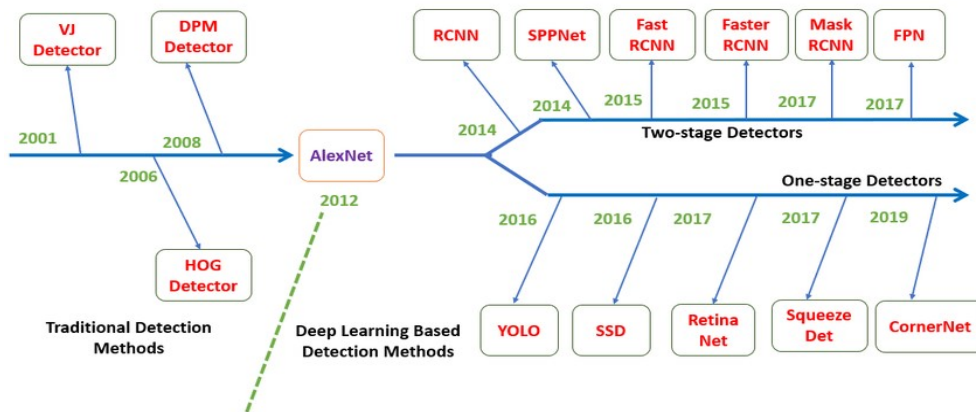 VJ
Detector
DPM
Detector
2001
2008
2006
HOG
Detector
Traditional Detection
Methods
AlexNet
2012
Deep Learning Based
Detection Methods
RCNN
SPPNet
Fast
RCNN
Faster
RCNN
Mask
RCNN
FPN
2014
2014
2015
2015
2017
2017
Two-stage Detectors
One-stage Detectors
2016
2016
2017
2017
2019
YOLO
SSD
Retina
Net
Squeeze
Det
CornerNet